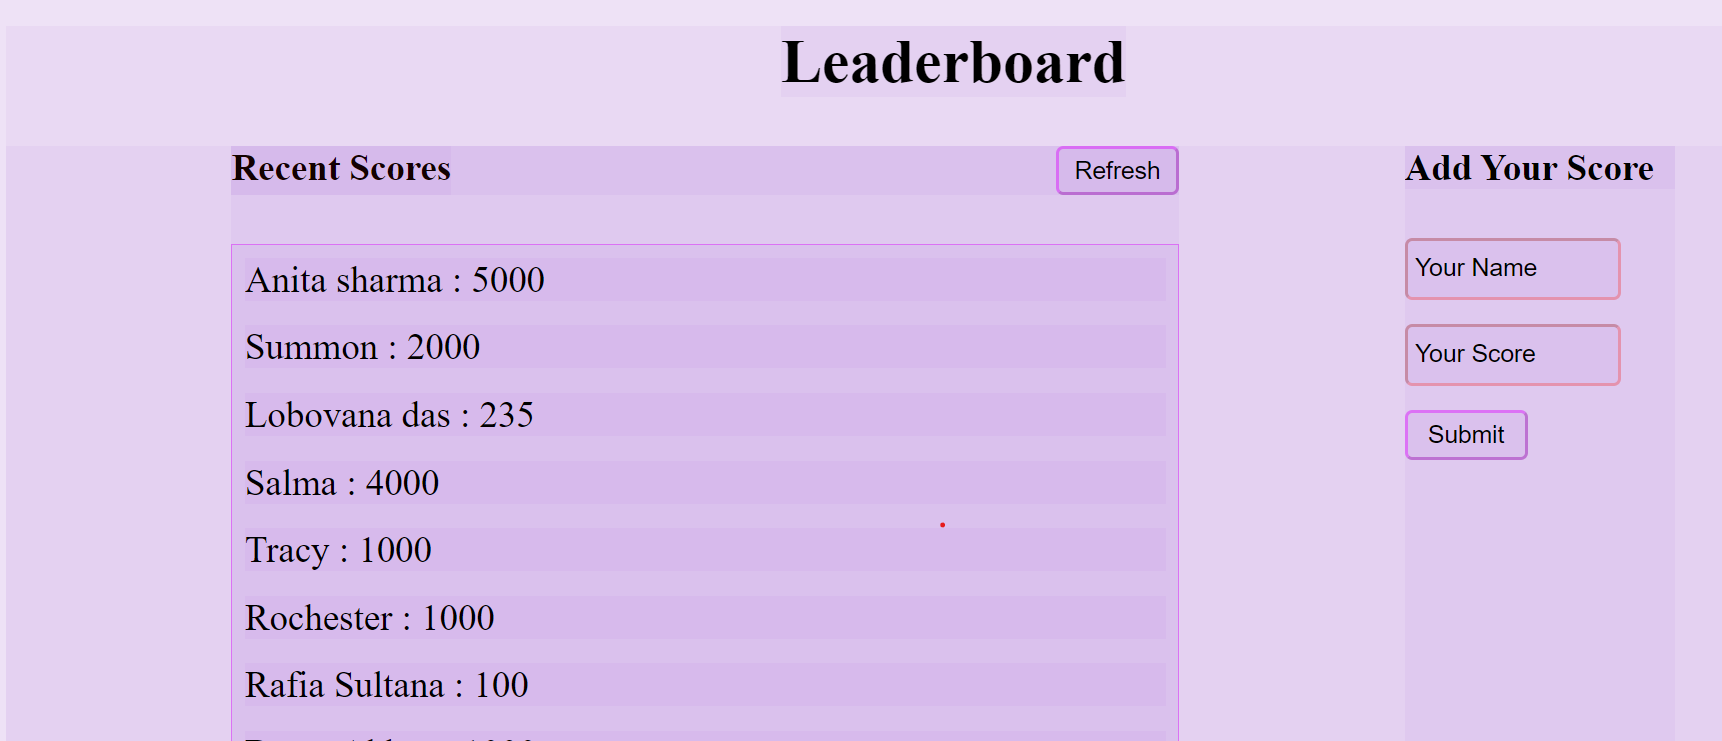 Leaderboard
Recent Scores
Refresh
Anita sharma : 5000
Summon : 2000
Lobovana das : 235
Salma : 4000
Tracy : 1000
Rochester : 1000
Rafia Sultana : 100
Add Your Score
Your Name
Your Score
Submit